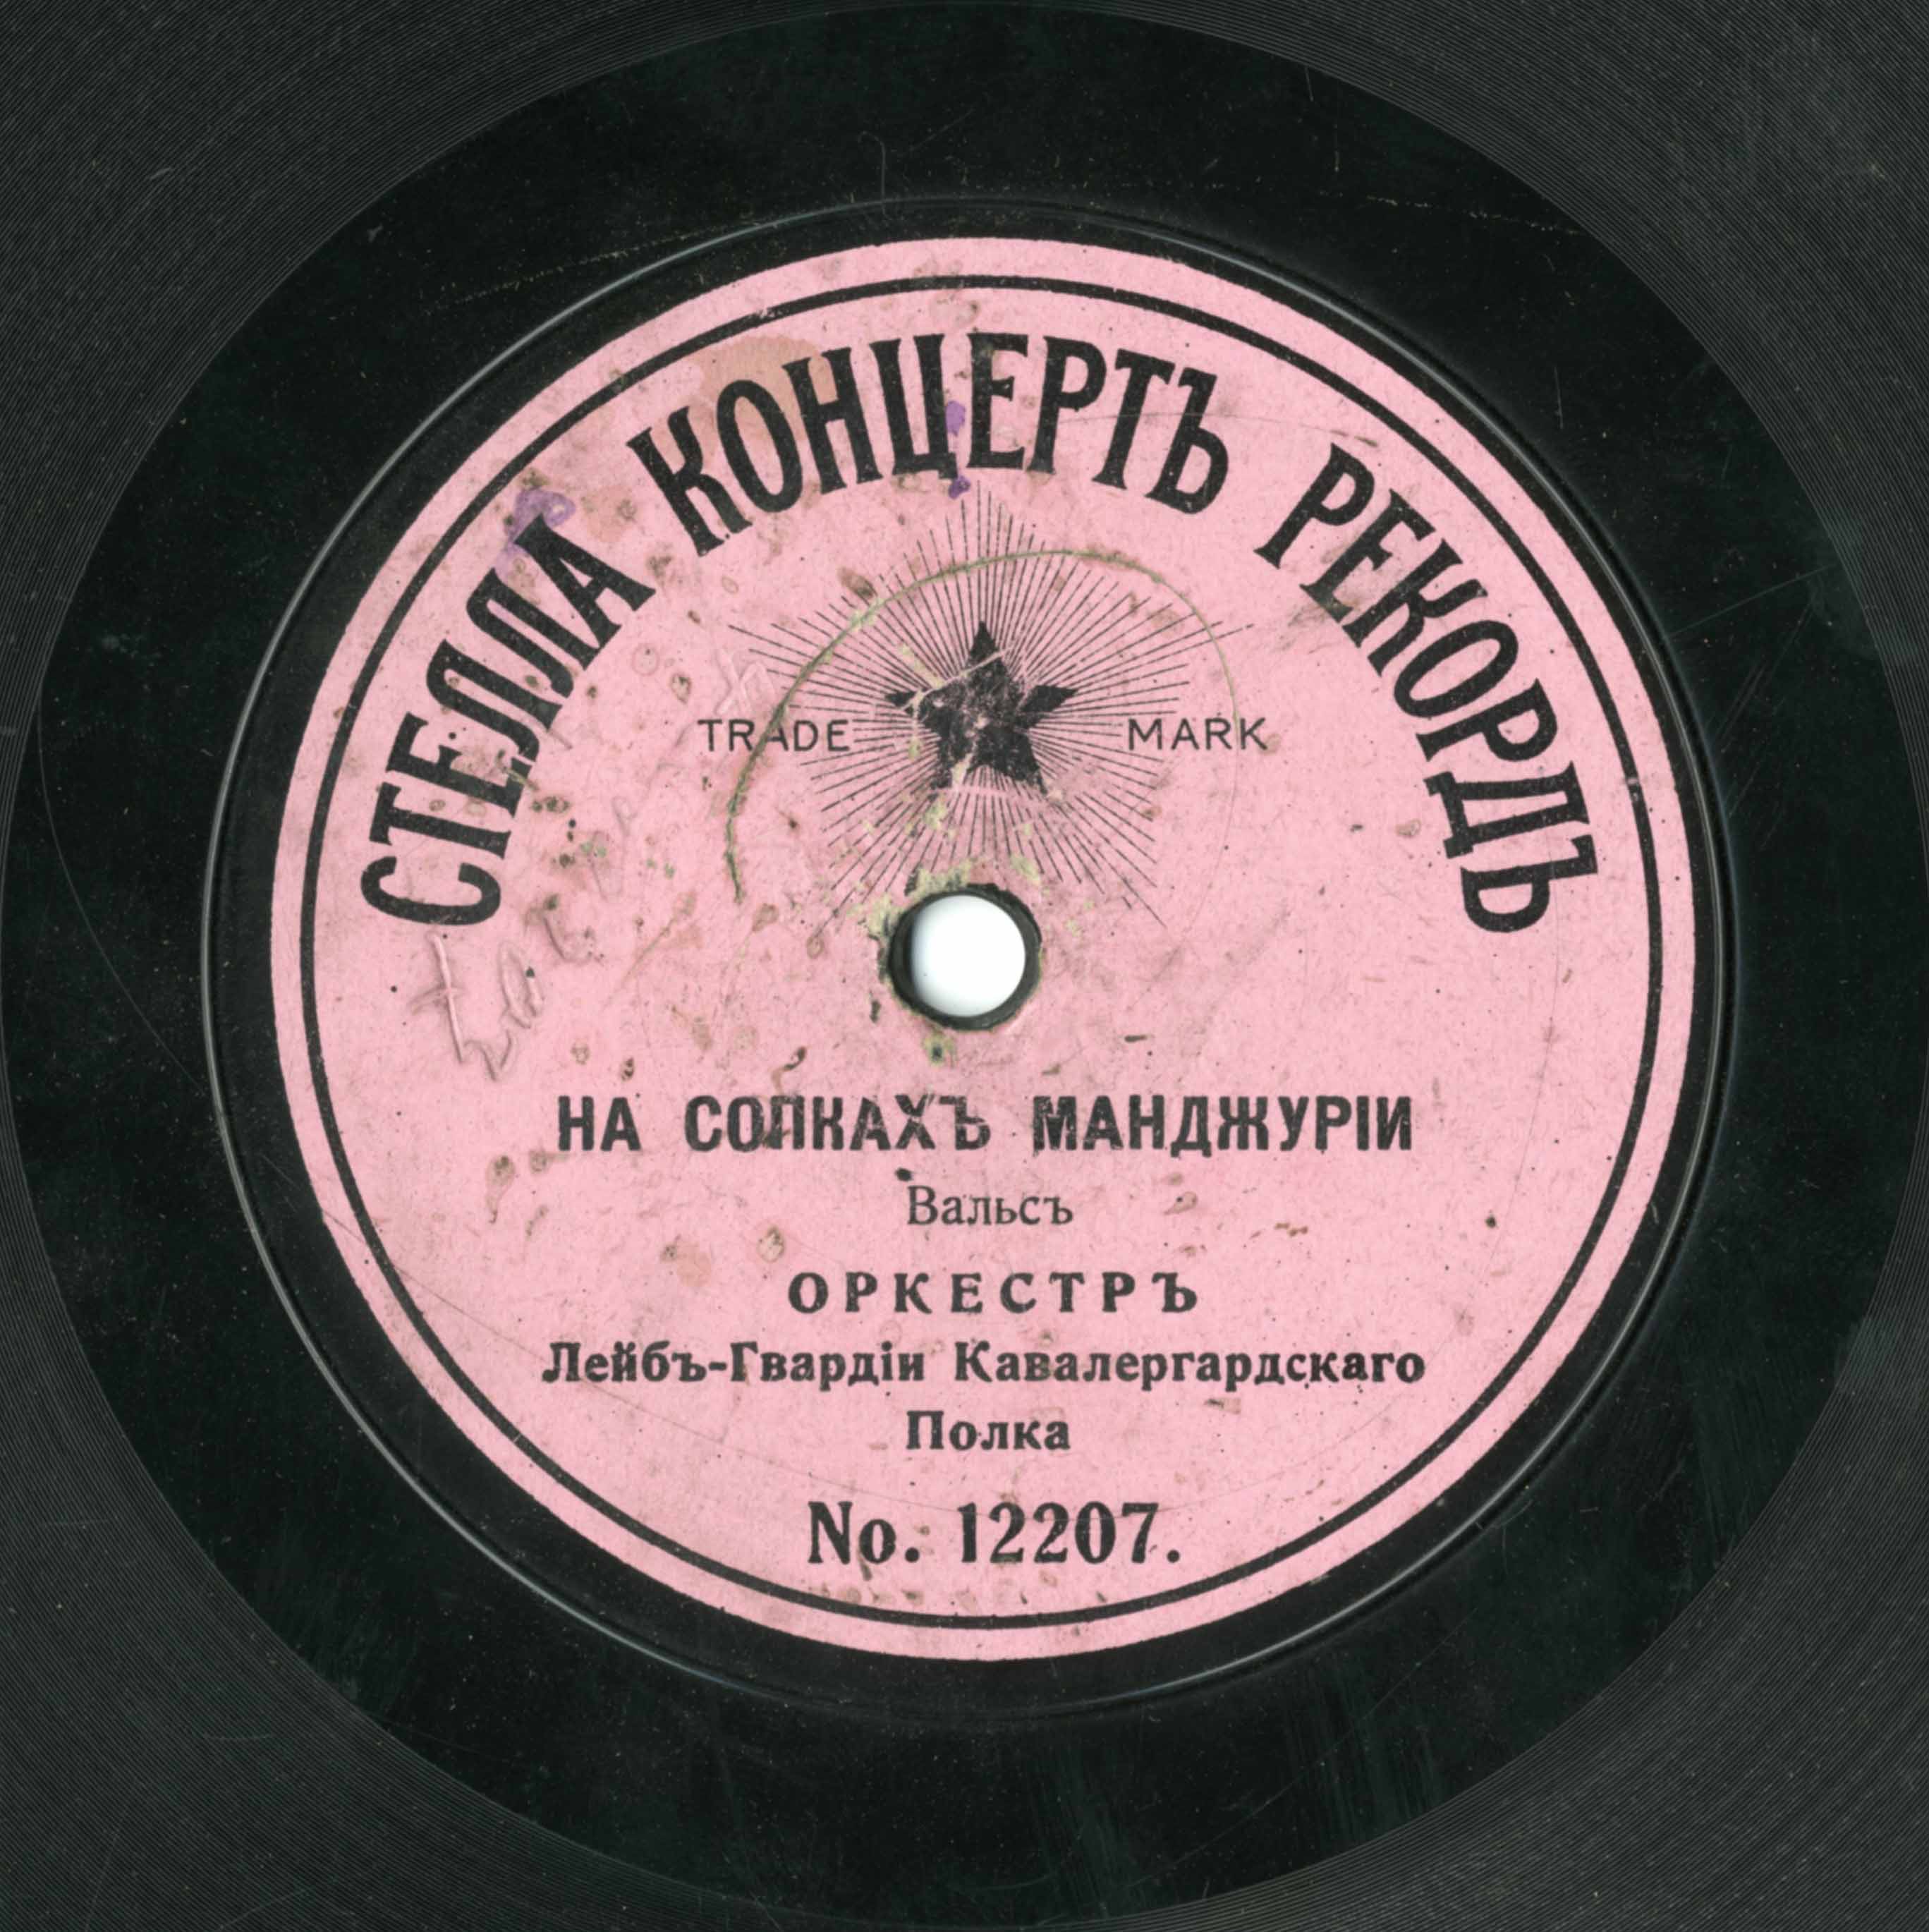 СТЕЛЛА КОНЦЕРТЪ РЕКОРДЪ
TRADE MARK
НА СОПКАХЪ МАНДЖУРІИ
Вальсъ
ОРКЕСТРЪ
Лейбъ-Гвардіи Кавалергардскаго
Полка
No. 12207.